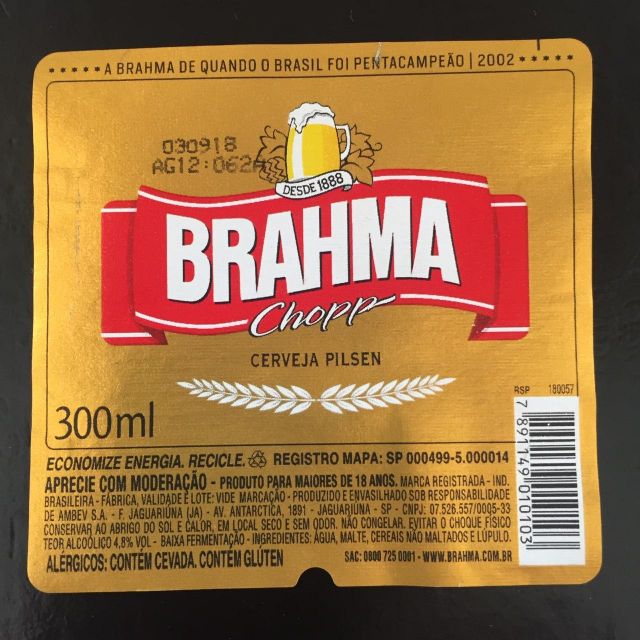 ***** A BRAHMA DE QUANDO O BRASIL FOI PENTACAMPEÃO | 2002 *****
030918
AG12:062A
DESDE 1888
BRAHMA
Chopp
CERVEJA PILSEN
300ml
RSP 180057
7891149010103
ECONOMIZE ENERGIA. RECICLE. REGISTRO MAPA: SP 000499-5.000014
APRECIE COM MODERAÇÃO - PRODUTO PARA MAIORES DE 18 ANOS. MARCA REGISTRADA - IND.
BRASILEIRA - FÁBRICA, VALIDADE E LOTE: VIDE MARCAÇÃO - PRODUZIDO E ENVASILHADO SOB RESPONSABILIDADE
DE AMBEV S.A. - F. JAGUARIÚNA (JA) - AV. ANTARCTICA, 1891 - JAGUARIÚNA - SP - CNPJ: 07.526.557/0005-33
CONSERVAR AO ABRIGO DO SOL E CALOR, EM LOCAL SECO E SEM ODOR. NÃO CONGELAR. EVITAR O CHOQUE FÍSICO
TEOR ALCOÓLICO 4,8% VOL - BAIXA FERMENTAÇÃO - INGREDIENTES: ÁGUA, MALTE, CEREAIS NÃO MALTADOS E LÚPULO.
ALÉRGICOS: CONTÉM CEVADA. CONTÉM GLÚTEN
SAC: 0800 725 0001 - WWW.BRAHMA.COM.BR